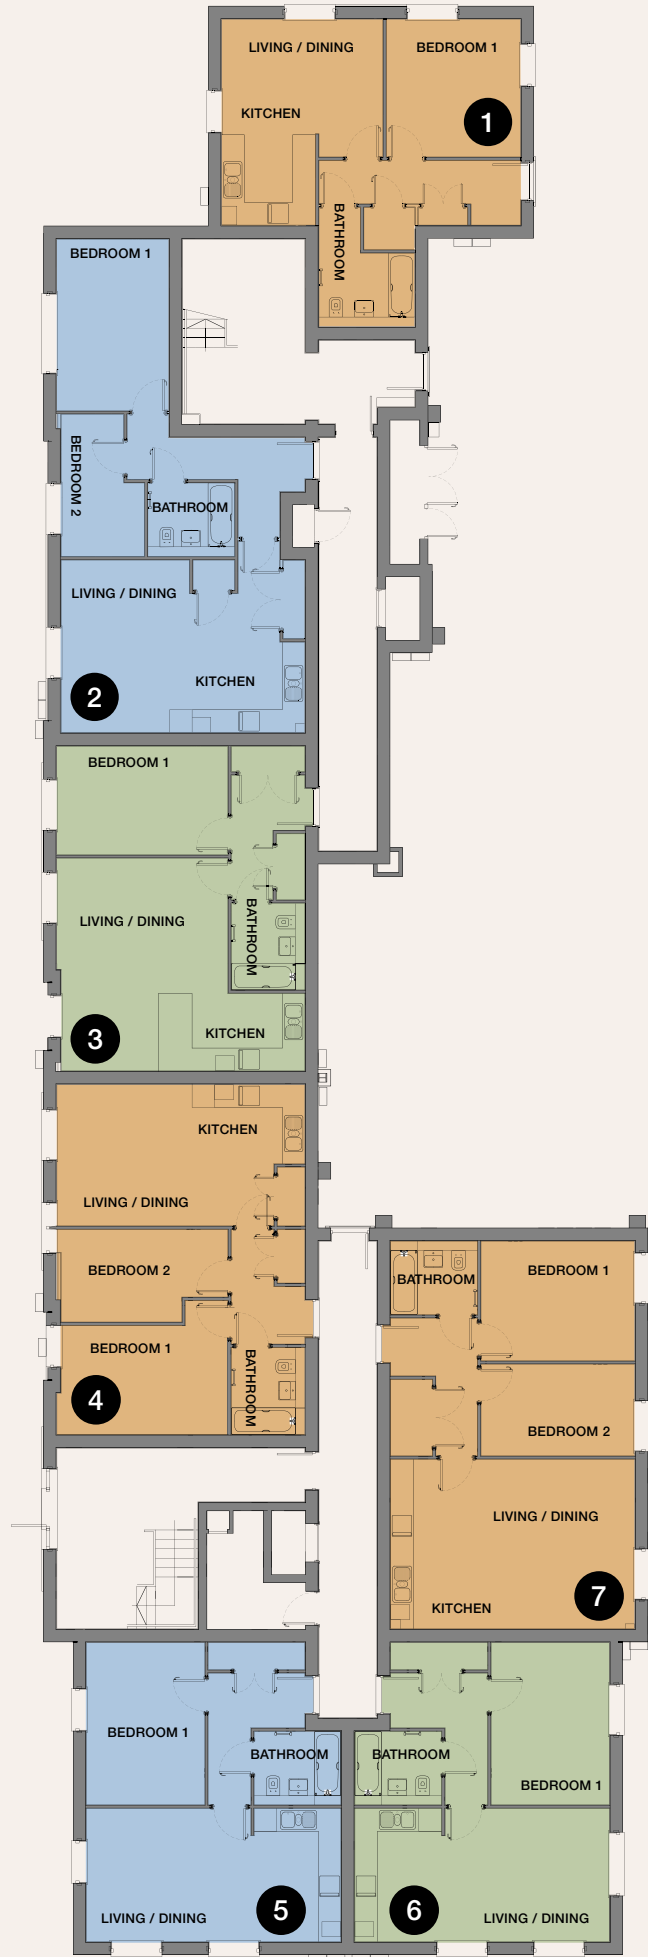 LIVING / DINING
BEDROOM 1
KITCHEN
1
BATHROOM
BEDROOM 1
BEDROOM 2
BATHROOM
LIVING / DINING
KITCHEN
2
BEDROOM 1
LIVING / DINING
BATHROOM
KITCHEN
3
KITCHEN
LIVING / DINING
BEDROOM 2
BEDROOM 1
BATHROOM
4
BATHROOM
BEDROOM 1
BEDROOM 2
LIVING / DINING
KITCHEN
7
BEDROOM 1
BATHROOM
LIVING / DINING
5
BATHROOM
BEDROOM 1
6
LIVING / DINING